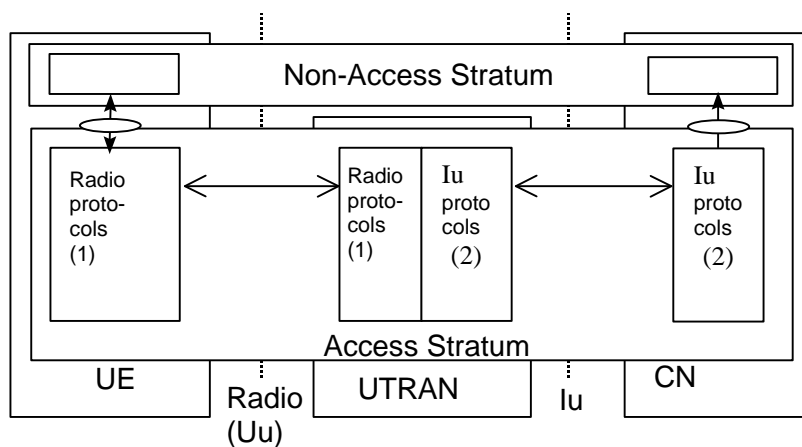 Non-Access Stratum
Radio
proto-
cols
(1)
Radio
proto-
cols
(1)
Iu
proto
cols
(2)
Iu
proto
cols
(2)
Access Stratum
UE
Radio
(Uu)
UTRAN
Iu
CN